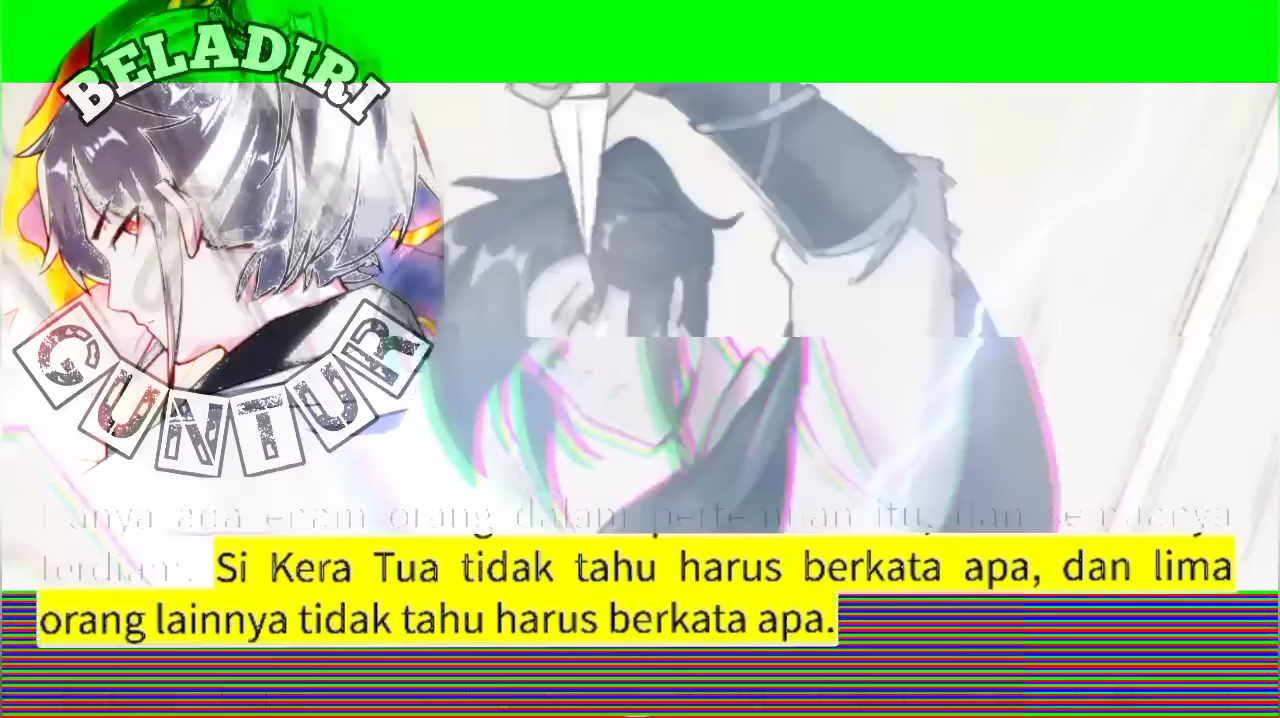 BELADIRI
GUNTUR
Hanya ada enam orang dalam pertemuan itu, dan semuanya
terdiam. Si Kera Tua tidak tahu harus berkata apa, dan lima
orang lainnya tidak tahu harus berkata apa.